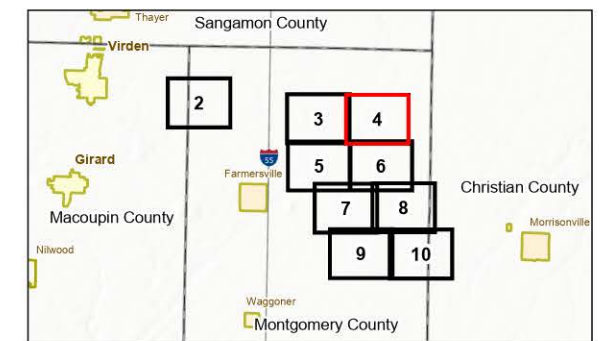 Thayer
Sangamon County
Virden
2
3
4
55
5
6
Girard
Farmersville
Christian County
7
8
Macoupin County
Morrisonville
Nilwood
9
10
Waggoner
Montgomery County